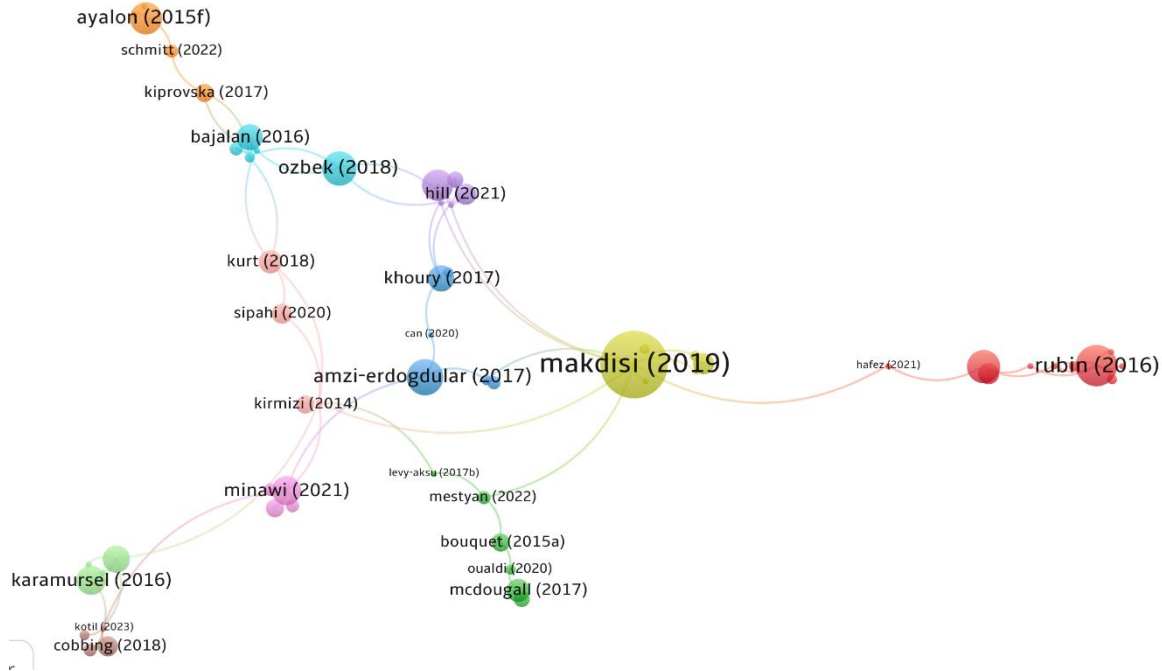 ayalon (2015f)
schmitt (2022)
kiprovska (2017)
bajalan (2016)
ozbek (2018)
hill (2021)
kurt (2018)
khoury (2017)
sipahi (2020)
can (2020)
makdisi (2019)
hafez (2021)
rubin (2016)
amzi-erdogdular (2017)
kirmizi (2014)
levy-aksu (2017b)
minawi (2021)
mestyan (2022)
bouquet (2015a)
oualdi (2020)
karamursel (2016)
mcdougall (2017)
kotil (2023)
cobbing (2018)